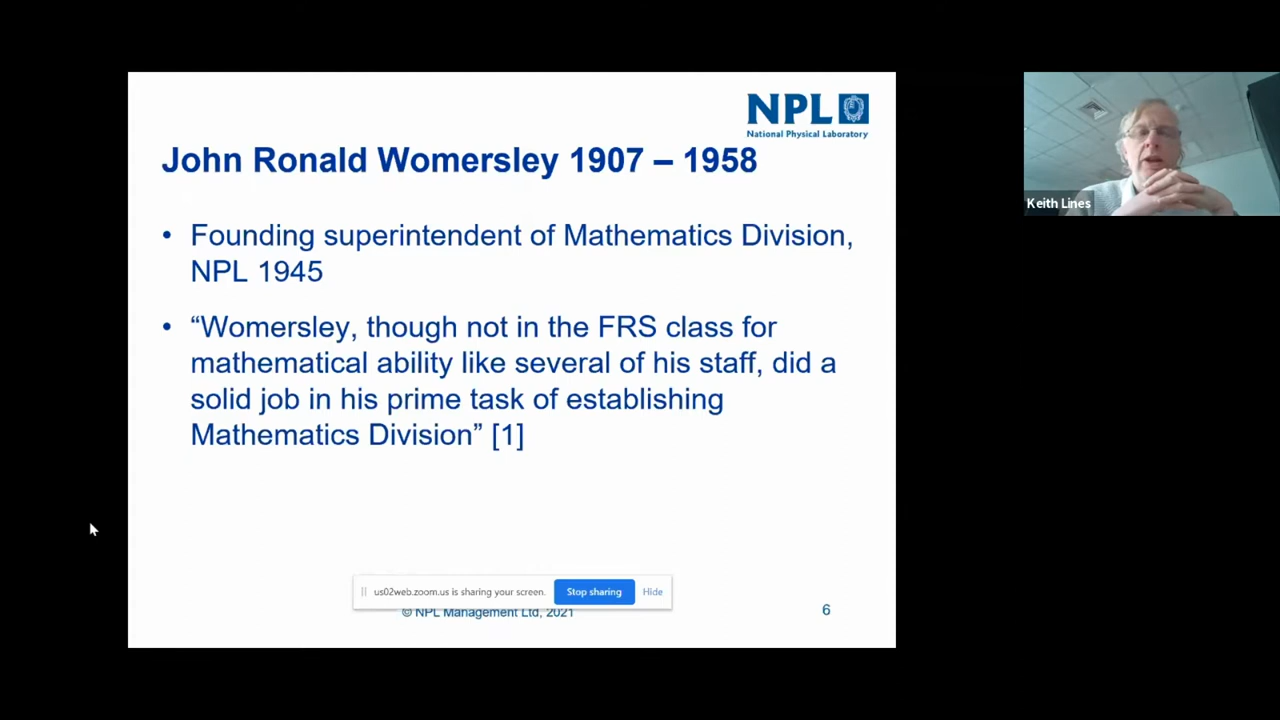 NPL
National Physical Laboratory
John Ronald Womersley 1907 – 1958
• Founding superintendent of Mathematics Division,
NPL 1945
• “Womersley, though not in the FRS class for
mathematical ability like several of his staff, did a
solid job in his prime task of establishing
Mathematics Division” [1]
us02web.zoom.us is sharing your screen.
Stop sharing
Hide
© NPL Management Ltd, 2021
6
Keith Lines